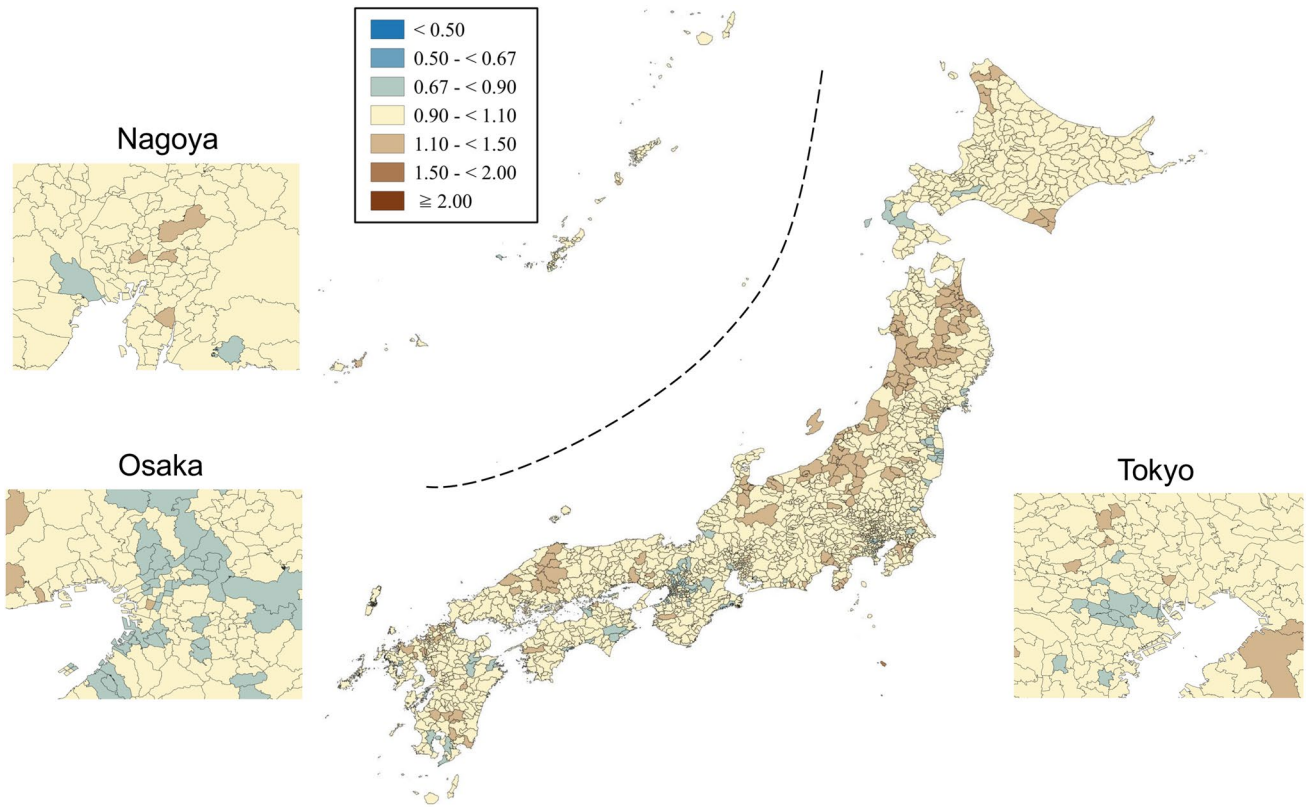 < 0.50
0.50 - < 0.67
0.67 - < 0.90
0.90 - < 1.10
1.10 - < 1.50
1.50 - < 2.00
≧ 2.00
Nagoya
Osaka
Tokyo